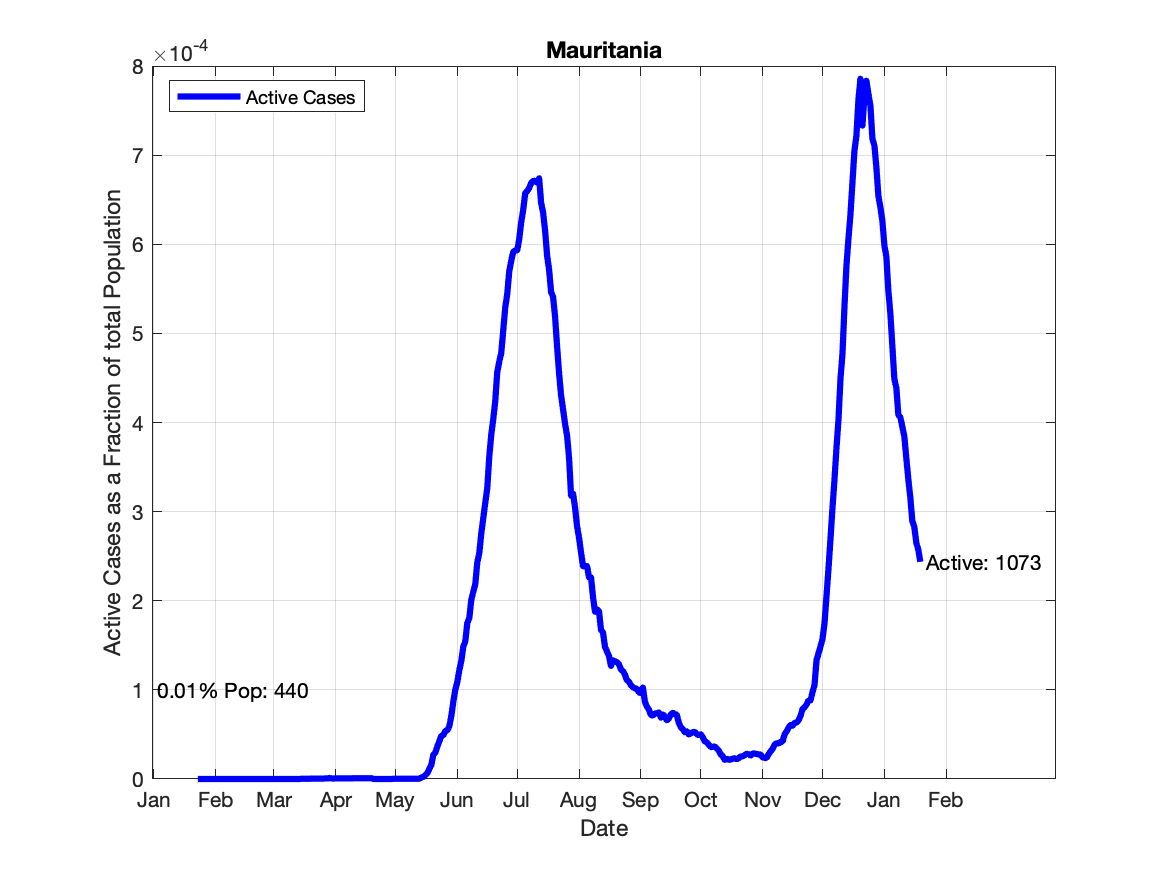 Mauritania
×10-4
Active Cases
8
7
6
5
4
3
2
1
0
Active Cases as a Fraction of total Population
0.01% Pop: 440
Active: 1073
Jan Feb Mar Apr May Jun Jul Aug Sep Oct Nov Dec Jan Feb
Date